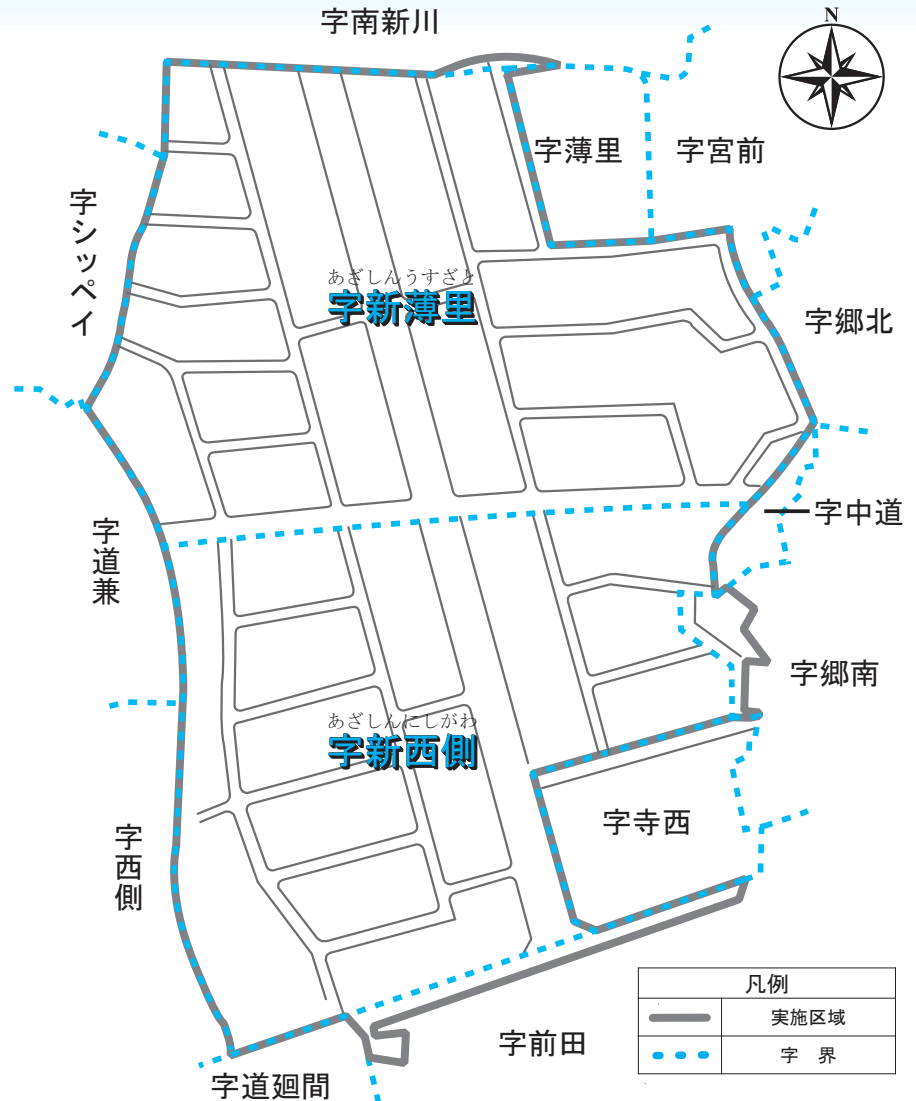 字南新川
N
字薄里
字宮前
字シッペイ
あざしんうすざと
字新薄里
字郷北
字中道
字道兼
字郷南
あざしんにしがわ
字新西側
字寺西
字西側
凡例
実施区域
字 界
字前田
字道廻間